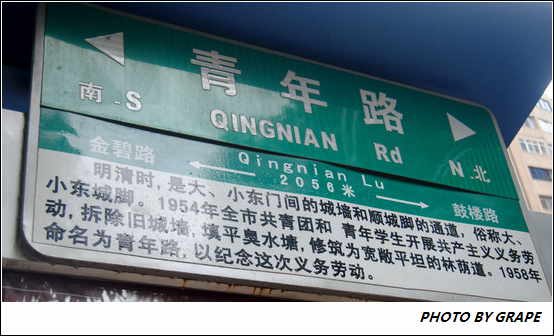 青年路
南 S QINGNIAN Rd N 北
Qingnian Lu
金碧路 2056米 鼓楼路
明清时,是大、小东门间的城墙和顺城脚的通道,俗称大、
小东城脚。1954年全市共青团和 青年学生开展共产主义义务劳
动,拆除旧城墙,填平臭水塘,修筑为宽敞平坦的林荫道。1958年
命名为青年路,以纪念这次义务劳动。
PHOTO BY GRAPE